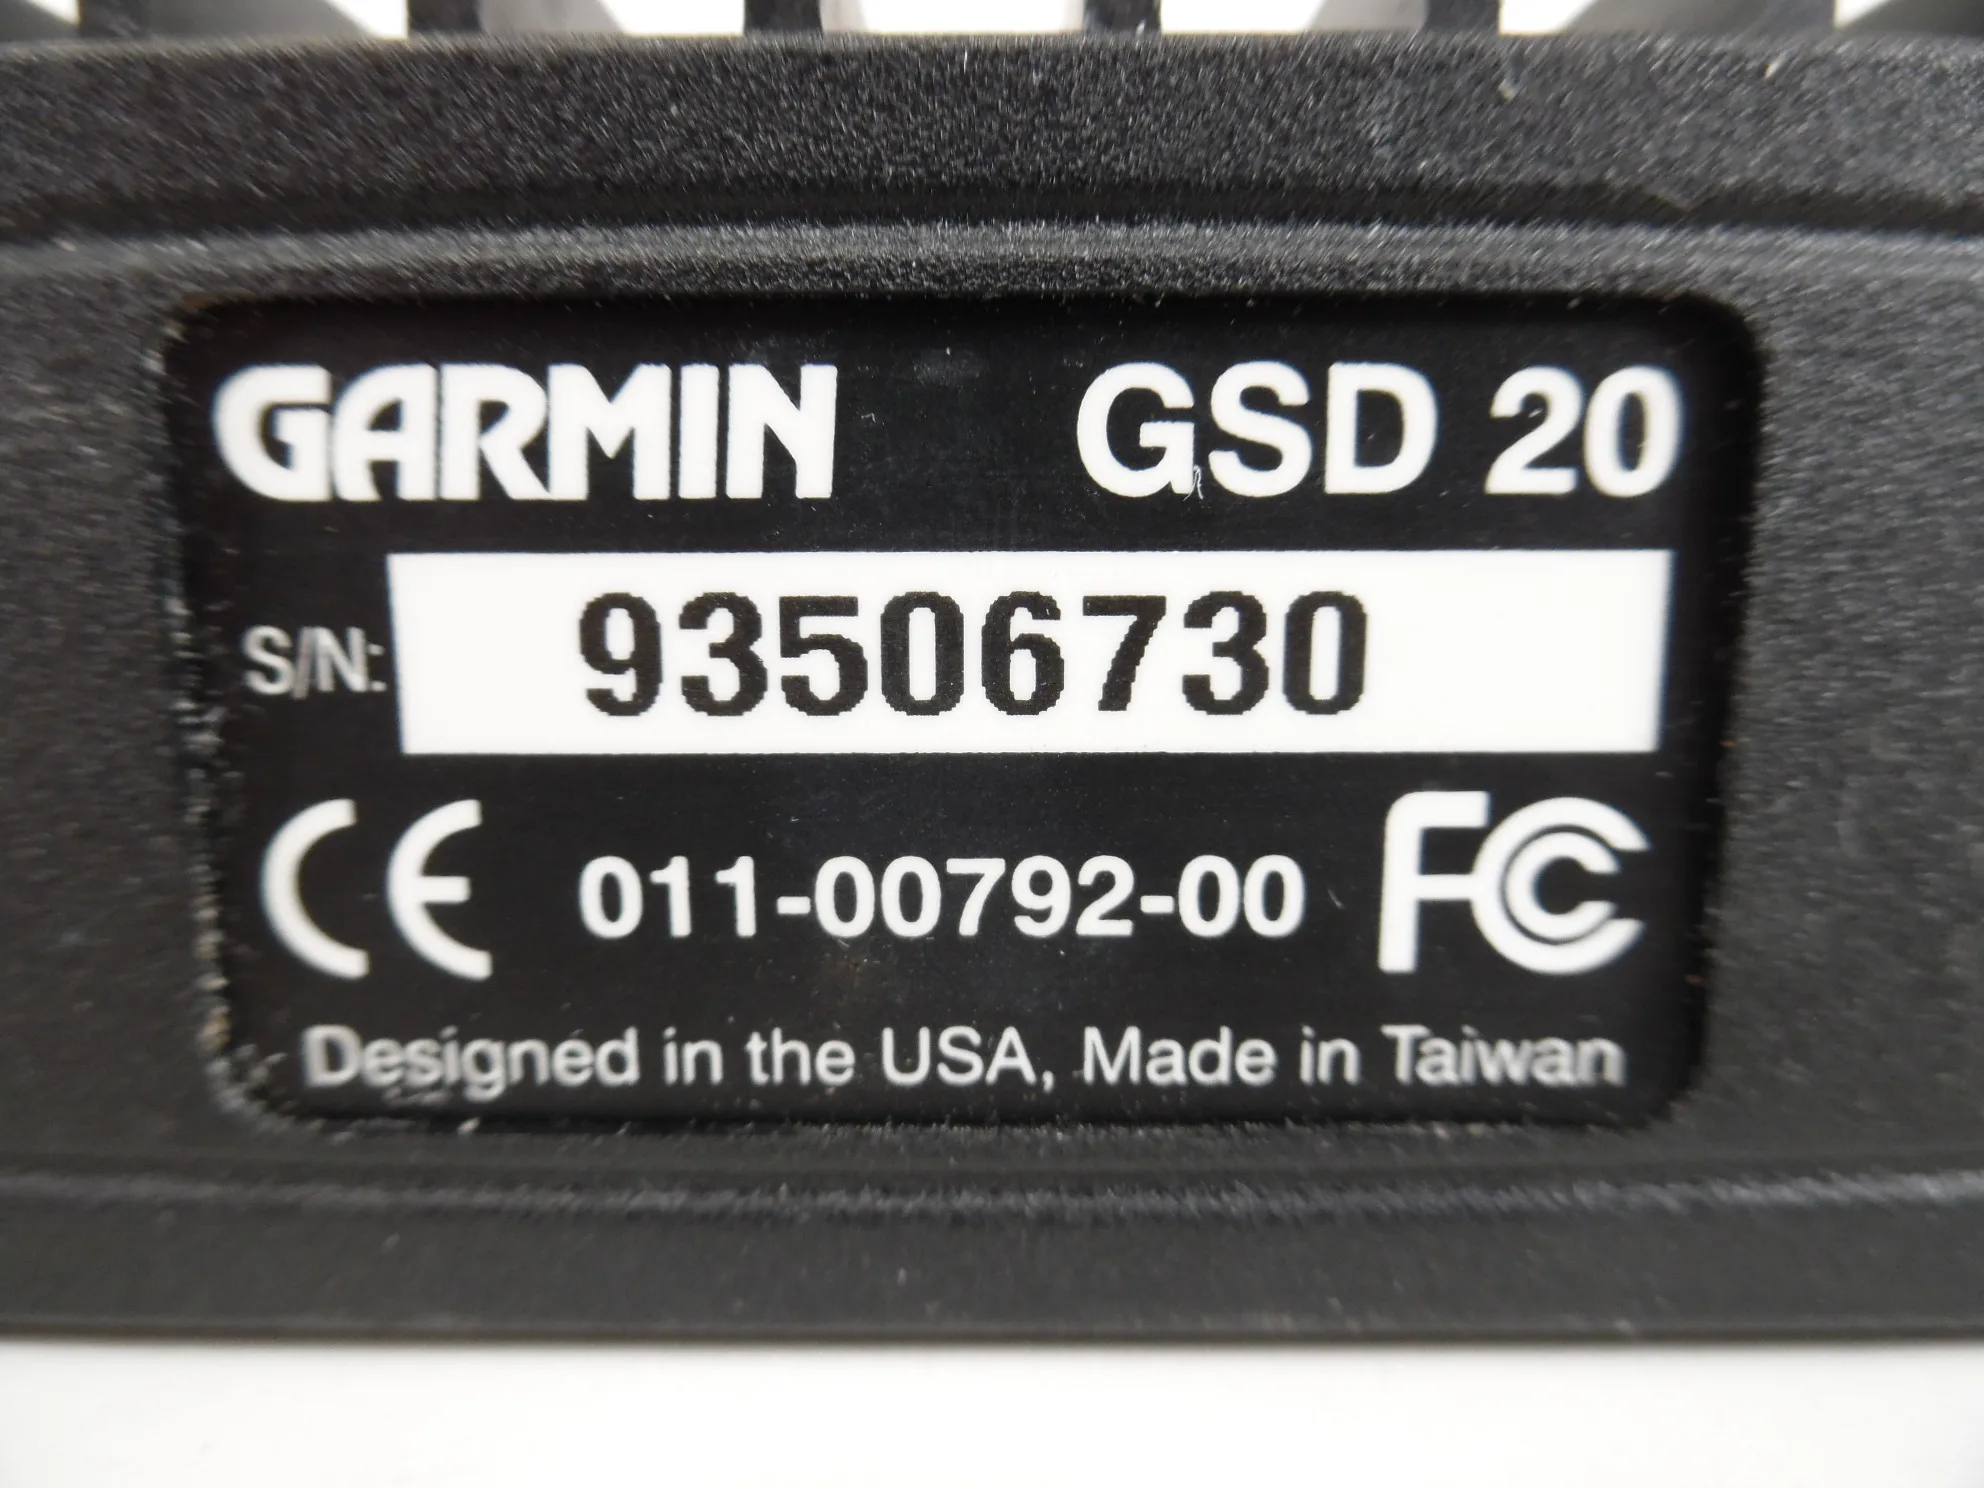 GARMIN GSD 20
S/N: 93506730
CE 011-00792-00 FC
Designed in the USA, Made in Taiwan